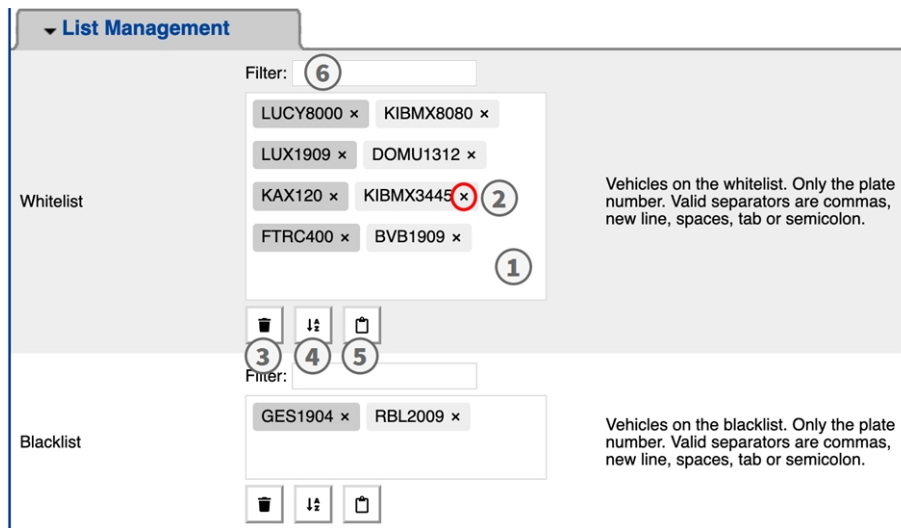 List Management
Filter: 6
LUCY8000 × KIBMX8080 ×
LUX1909 × DOMU1312 ×
KAX120 × KIBMX3445 × 2
FTRC400 × BVB1909 ×
1
Whitelist
Vehicles on the whitelist. Only the plate
number. Valid separators are commas,
new line, spaces, tab or semicolon.
3 4 5
Filter:
GES1904 × RBL2009 ×
Blacklist
Vehicles on the blacklist. Only the plate
number. Valid separators are commas,
new line, spaces, tab or semicolon.